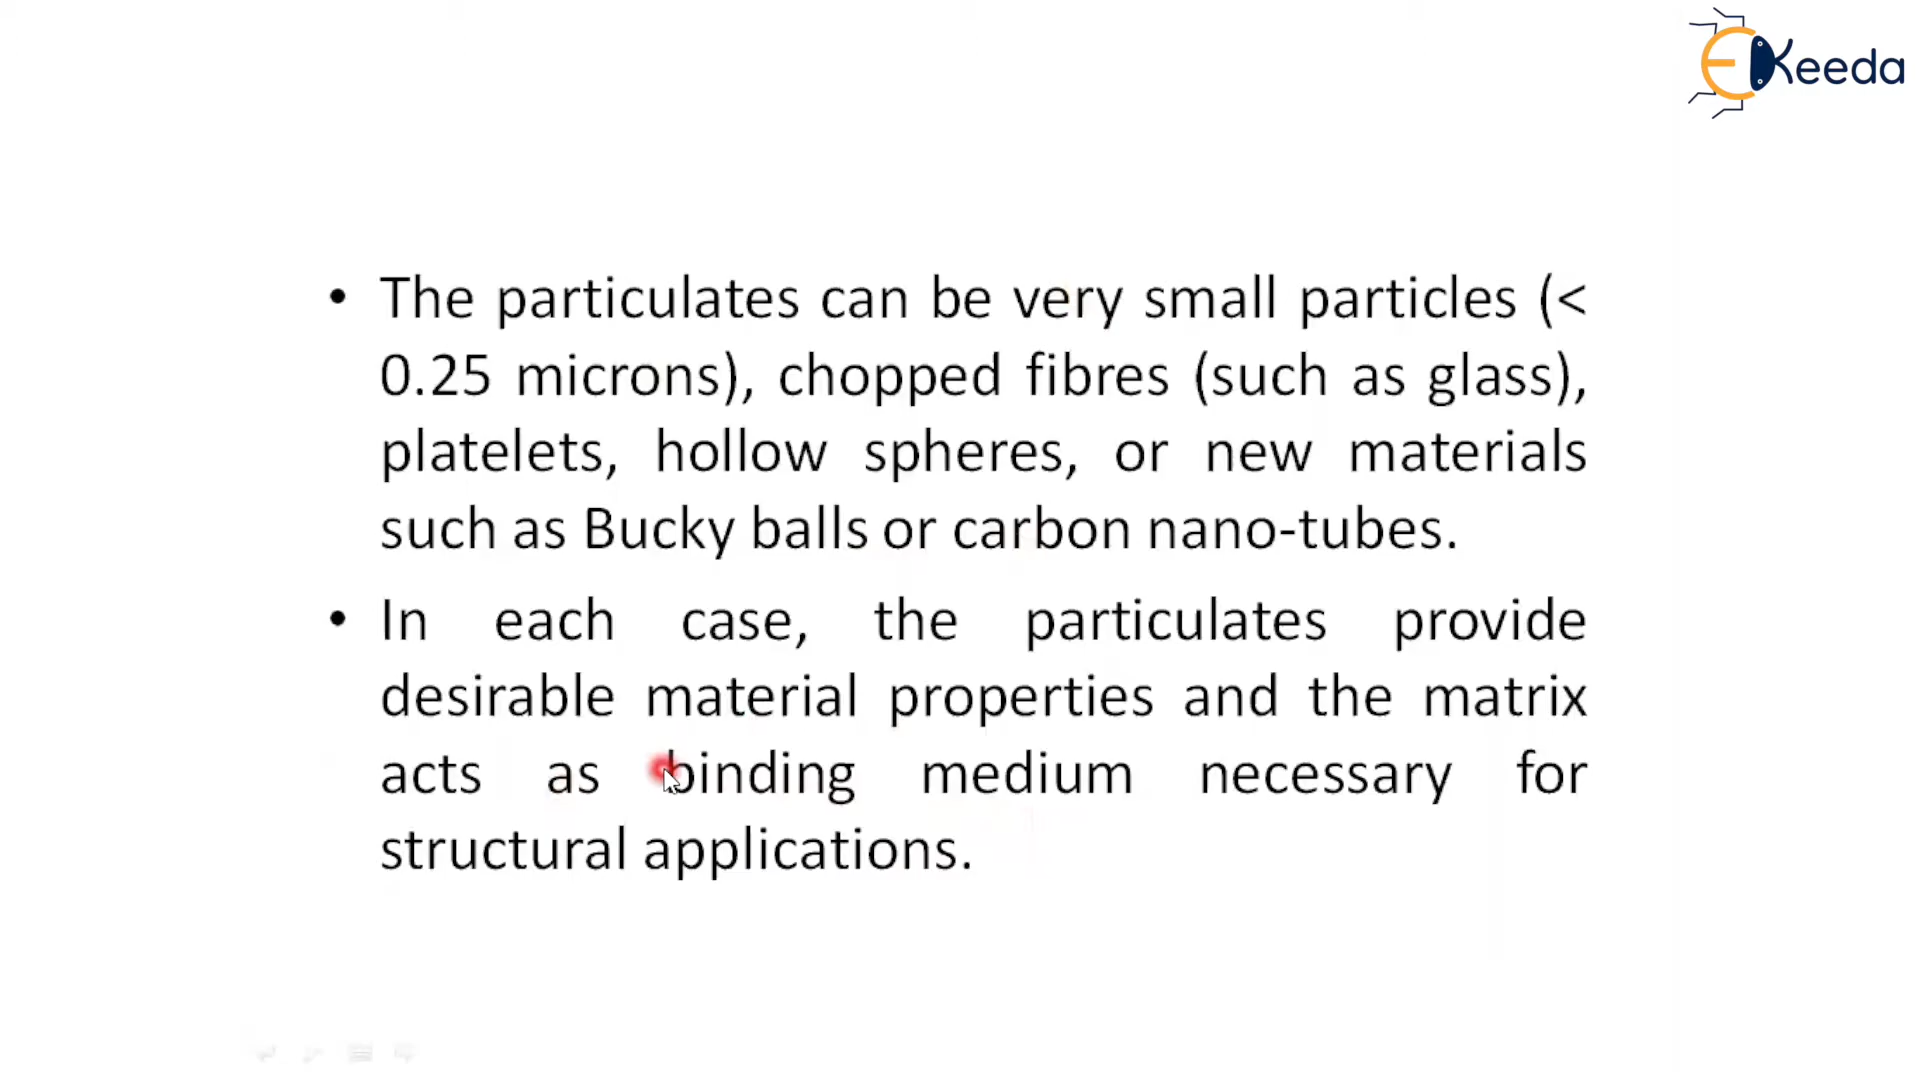 EKeeda
• The particulates can be very small particles (<
0.25 microns), chopped fibres (such as glass),
platelets, hollow spheres, or new materials
such as Bucky balls or carbon nano-tubes.
• In each case, the particulates provide
desirable material properties and the matrix
acts as binding medium necessary for
structural applications.